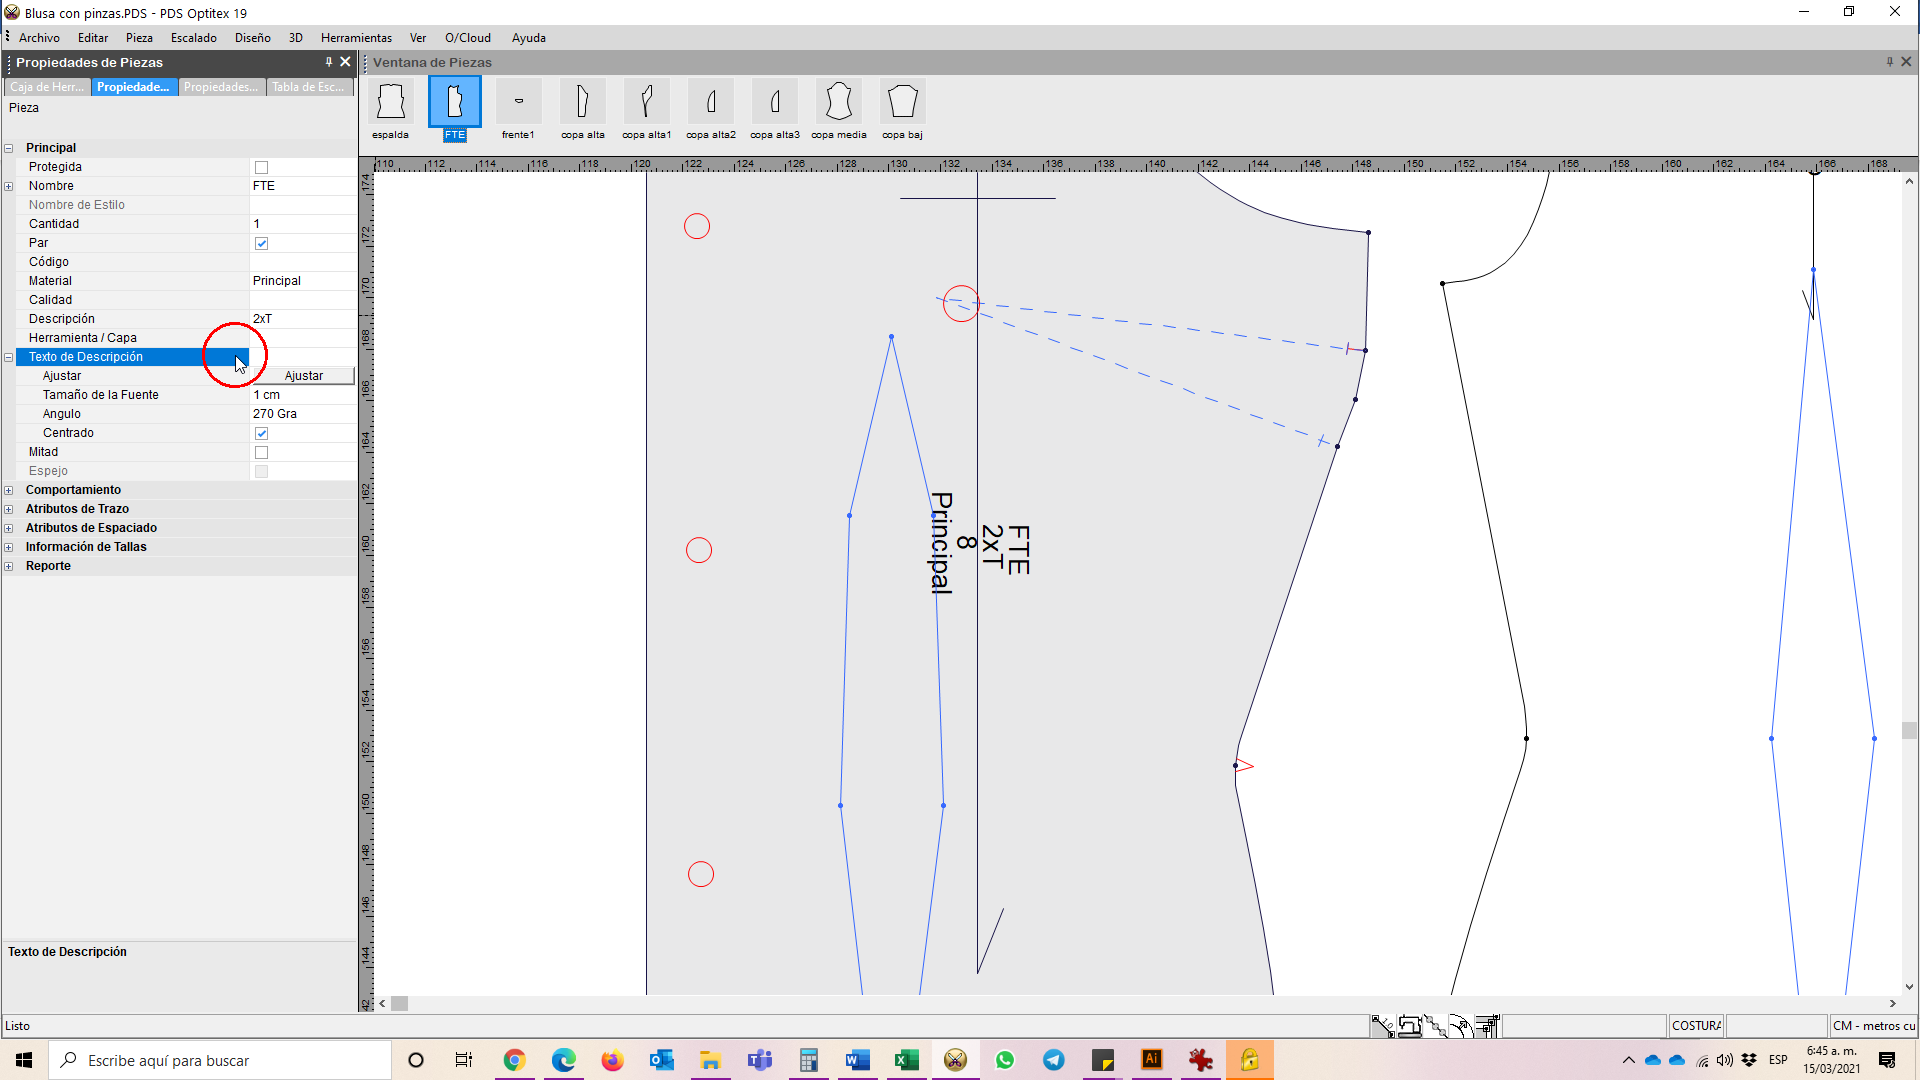 Blusa con pinzas.PDS - PDS Optitex 19
Archivo Editar Pieza Escalado Diseño 3D Herramientas Ver O/Cloud Ayuda
Propiedades de Piezas
Caja de Herr... Propiedade... Propiedades... Tabla de Esc...
Pieza
Principal
Protegida
Nombre FTE
Nombre de Estilo
Cantidad 1
Par
Código
Material Principal
Calidad
Descripción 2xT
Herramienta / Capa
Texto de Descripción
Ajustar Ajustar
Tamaño de la Fuente 1 cm
Angulo 270 Gra
Centrado
Mitad
Espejo
Comportamiento
Atributos de Trazo
Atributos de Espaciado
Información de Tallas
Reporte
Texto de Descripción
Ventana de Piezas
espalda FTE frente1 copa alta copa alta1 copa alta2 copa alta3 copa media copa baj
110 112 114 116 118 120 122 124 126 128 130 132 134 136 138 140 142 144 146 148 150 152 154 156 158 160 162 164 166 168
174
172
170
168
166
164
162
160
158
156
154
152
150
148
146
144
42
FTE
2xT
8
Principal
Listo
COSTURA
CM - metros cu
Escribe aquí para buscar
ESP
6:45 a. m.
15/03/2021